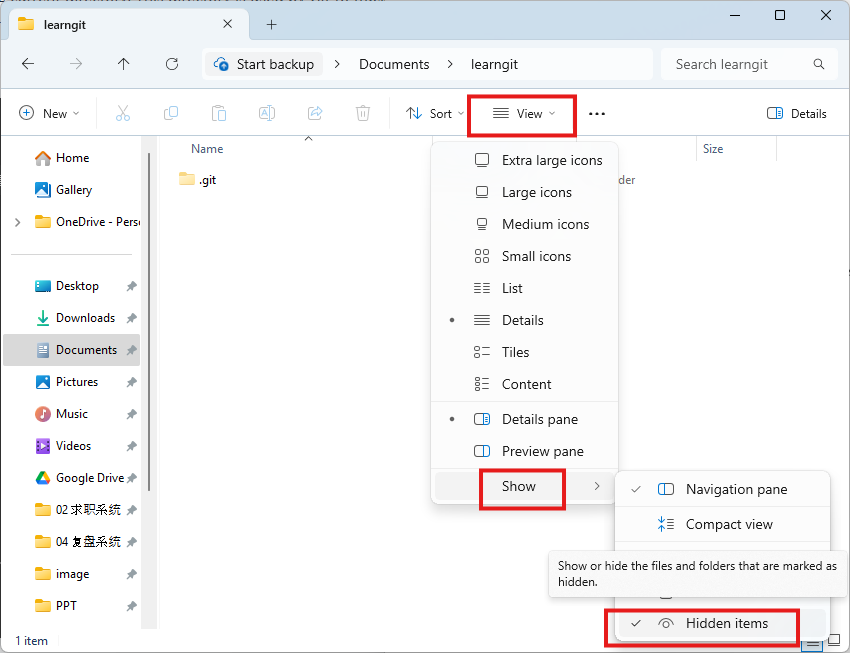 learngit
Start backup
Documents
learngit
Search learngit
New
Sort
View
Details
Home
Gallery
OneDrive - Pers
Desktop
Downloads
Documents
Pictures
Music
Videos
Google Drive
02 求职系统
04 复盘系统
image
PPT
Name
Size
.git
der
Extra large icons
Large icons
Medium icons
Small icons
List
Details
Tiles
Content
Details pane
Preview pane
Show
Navigation pane
Compact view
Show or hide the files and folders that are marked as
hidden.
Hidden items
1 item